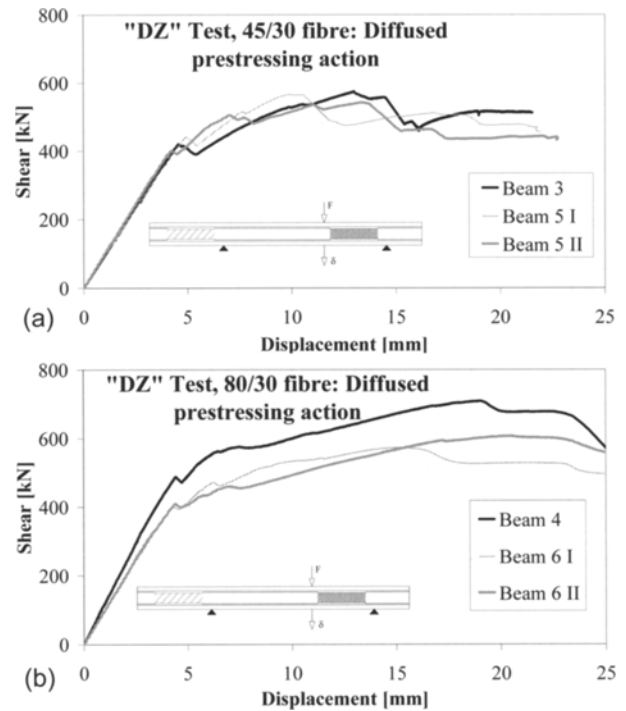 "DZ" Test, 45/30 fibre: Diffused
prestressing action
800
600
400
200
0
Shear [kN]
F
δ
Beam 3
Beam 5 I
Beam 5 II
0 5 10 15 20 25
Displacement [mm]
(a)
"DZ" Test, 80/30 fibre: Diffused
prestressing action
800
600
400
200
0
Shear [kN]
F
δ
Beam 4
Beam 6 I
Beam 6 II
0 5 10 15 20 25
Displacement [mm]
(b)